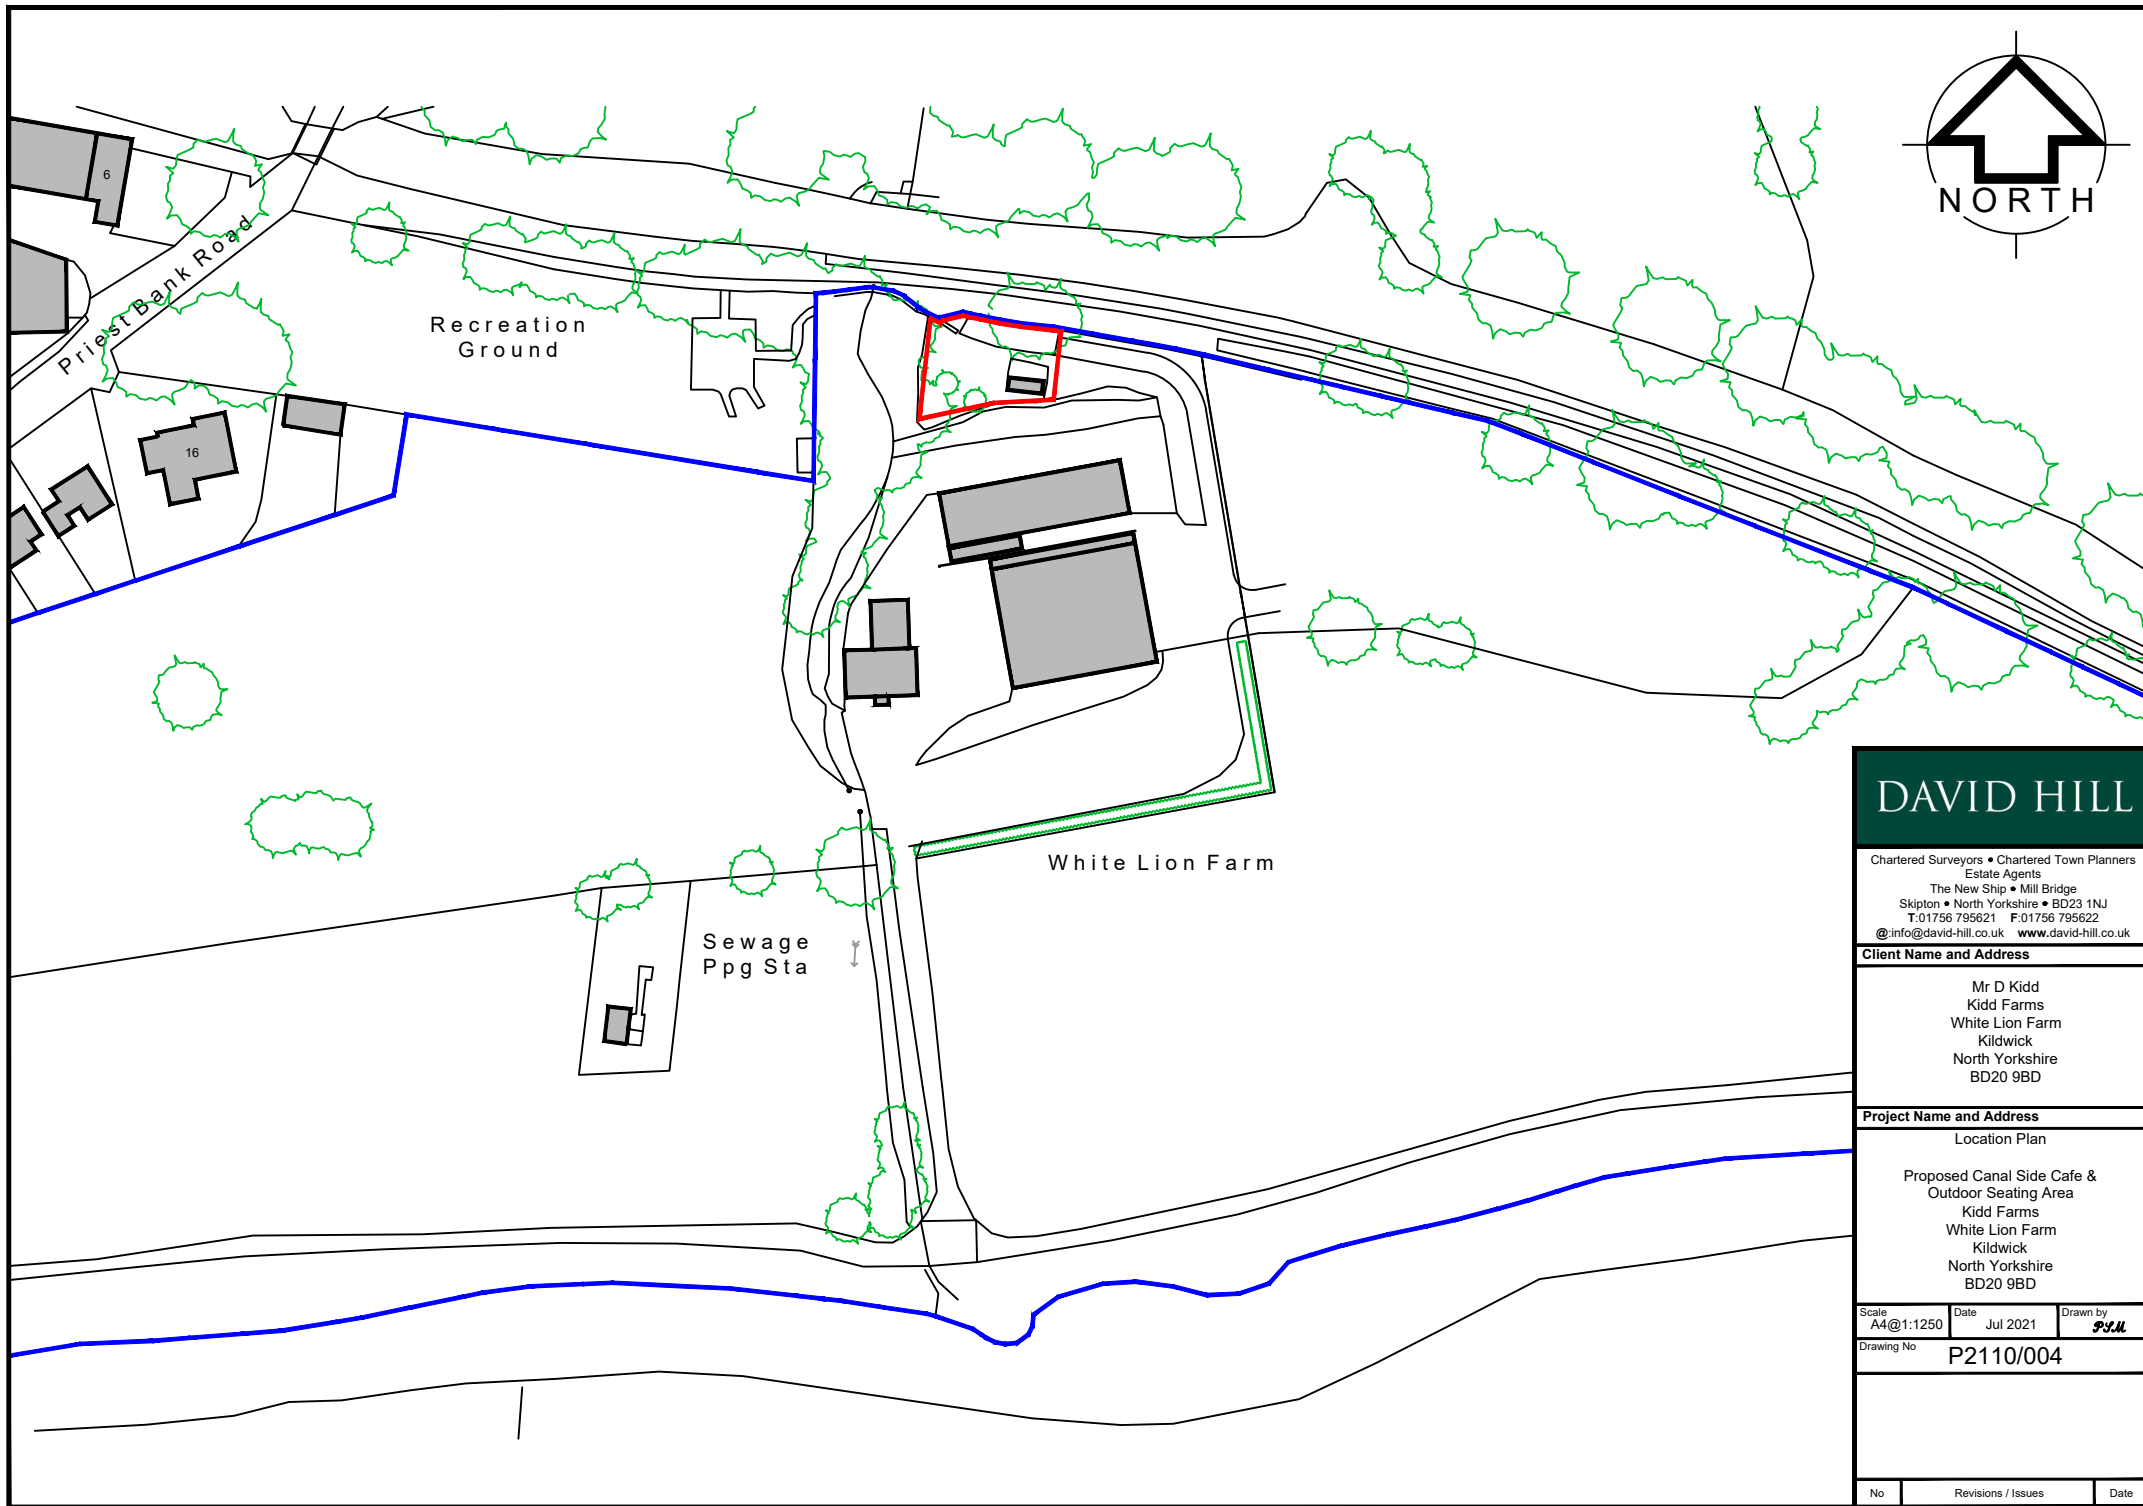 NORTH
6
Priest Bank Road
Recreation
Ground
16
White Lion Farm
Sewage
Ppg Sta
DAVID HILL
Chartered Surveyors • Chartered Town Planners
Estate Agents
The New Ship • Mill Bridge
Skipton • North Yorkshire • BD23 1NJ
T:01756 795621 F:01756 795622
@:info@david-hill.co.uk www.david-hill.co.uk
Client Name and Address
Mr D Kidd
Kidd Farms
White Lion Farm
Kildwick
North Yorkshire
BD20 9BD
Project Name and Address
Location Plan
Proposed Canal Side Cafe &
Outdoor Seating Area
Kidd Farms
White Lion Farm
Kildwick
North Yorkshire
BD20 9BD
Scale Date Drawn by
A4@1:1250 Jul 2021
Drawing No P2110/004
No Revisions / Issues Date